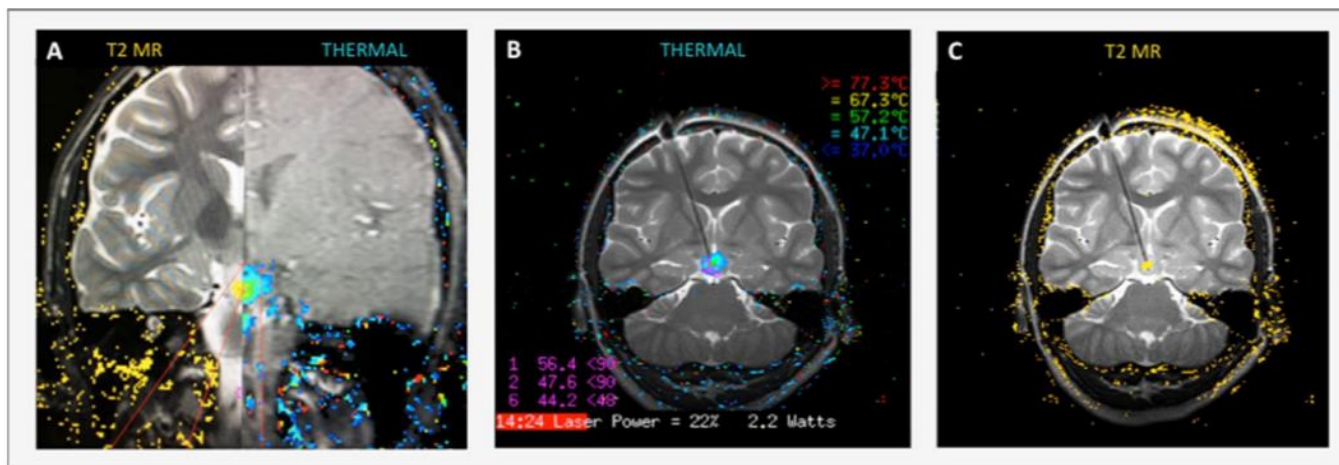 A
T2 MR THERMAL
B
THERMAL
>= 77.3°C
= 67.3°C
= 57.2°C
= 47.1°C
<= 37.0°C
1 56.4 <90
2 47.6 <90
6 44.2 <48
14:24 Laser Power = 22% 2.2 Watts
C
T2 MR